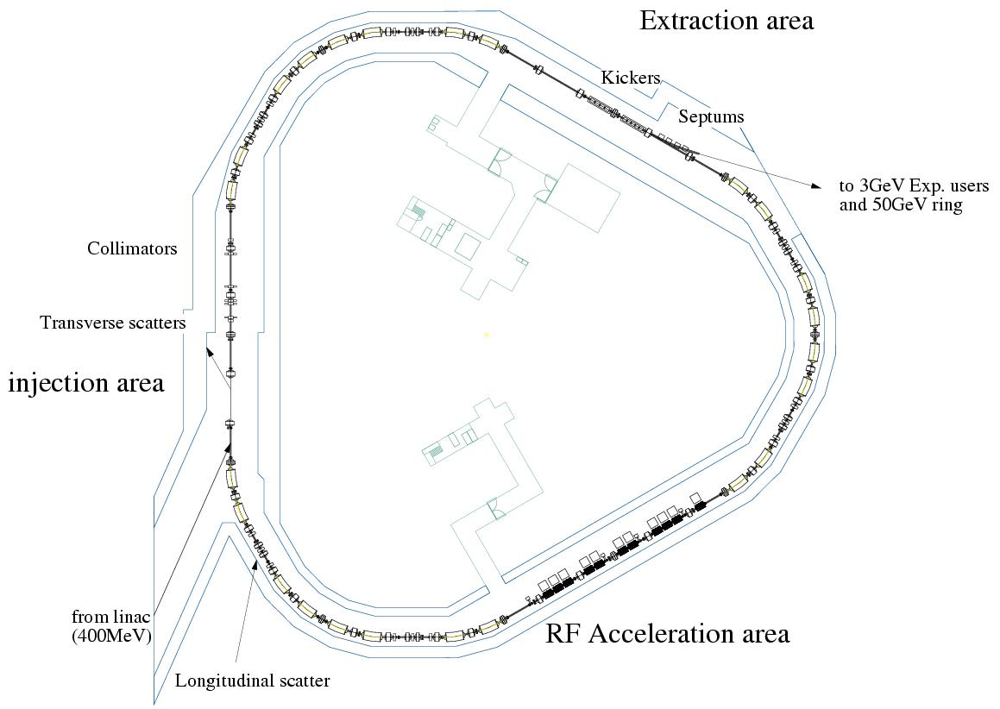 Extraction area
Kickers
Septums
to 3GeV Exp. users
and 50GeV ring
Collimators
Transverse scatters
injection area
from linac
(400MeV)
RF Acceleration area
Longitudinal scatter